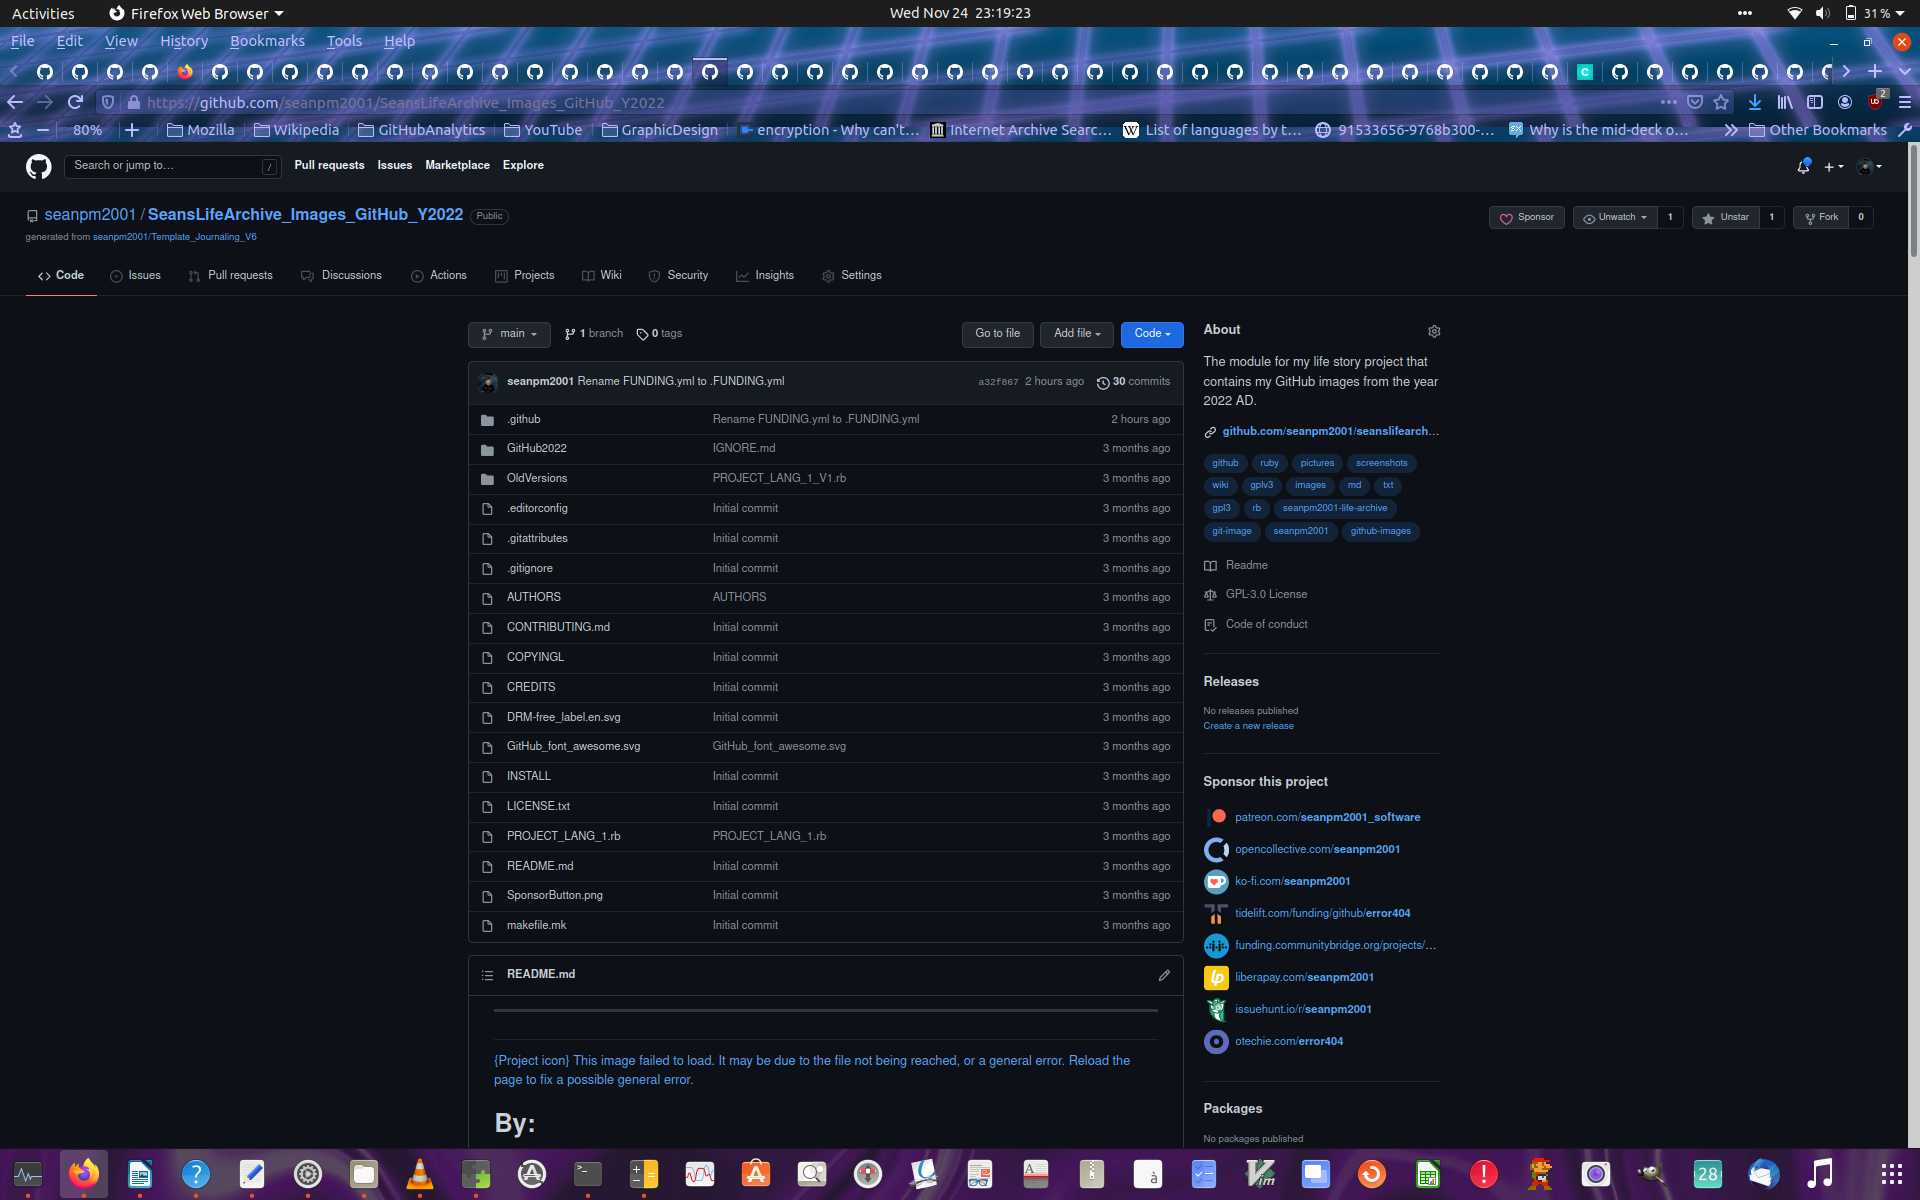 Activities
Firefox Web Browser
Wed Nov 24 23:19:23
31 %
File Edit View History Bookmarks Tools Help
https://github.com/seanpm2001/SeansLifeArchive_Images_GitHub_Y2022
2
80%
Mozilla
Wikipedia
GitHubAnalytics
YouTube
GraphicDesign
encryption - Why can't…
Internet Archive Searc…
List of languages by t…
91533656-9768b300-…
Why is the mid-deck o…
Other Bookmarks
Search or jump to…
/
Pull requests Issues Marketplace Explore
seanpm2001 / SeansLifeArchive_Images_GitHub_Y2022 Public
generated from seanpm2001/Template_Journaling_V6
Sponsor
Unwatch 1
Unstar 1
Fork 0
Code
Issues
Pull requests
Discussions
Actions
Projects
Wiki
Security
Insights
Settings
main
1 branch
0 tags
Go to file
Add file
Code
seanpm2001 Rename FUNDING.yml to .FUNDING.yml a32f867 2 hours ago 30 commits
.github Rename FUNDING.yml to .FUNDING.yml 2 hours ago
GitHub2022 IGNORE.md 3 months ago
OldVersions PROJECT_LANG_1_V1.rb 3 months ago
.editorconfig Initial commit 3 months ago
.gitattributes Initial commit 3 months ago
.gitignore Initial commit 3 months ago
AUTHORS AUTHORS 3 months ago
CONTRIBUTING.md Initial commit 3 months ago
COPYINGL Initial commit 3 months ago
CREDITS Initial commit 3 months ago
DRM-free_label.en.svg Initial commit 3 months ago
GitHub_font_awesome.svg GitHub_font_awesome.svg 3 months ago
INSTALL Initial commit 3 months ago
LICENSE.txt Initial commit 3 months ago
PROJECT_LANG_1.rb PROJECT_LANG_1.rb 3 months ago
README.md Initial commit 3 months ago
SponsorButton.png Initial commit 3 months ago
makefile.mk Initial commit 3 months ago
README.md
{Project icon} This image failed to load. It may be due to the file not being reached, or a general error. Reload the
page to fix a possible general error.
By:
About
The module for my life story project that
contains my GitHub images from the year
2022 AD.
github.com/seanpm2001/seanslifearch…
github ruby pictures screenshots
wiki gplv3 images md txt
gpl3 rb seanpm2001-life-archive
git-image seanpm2001 github-images
Readme
GPL-3.0 License
Code of conduct
Releases
No releases published
Create a new release
Sponsor this project
patreon.com/seanpm2001_software
opencollective.com/seanpm2001
ko-fi.com/seanpm2001
tidelift.com/funding/github/error404
funding.communitybridge.org/projects/…
liberapay.com/seanpm2001
issuehunt.io/r/seanpm2001
otechie.com/error404
Packages
No packages published
28